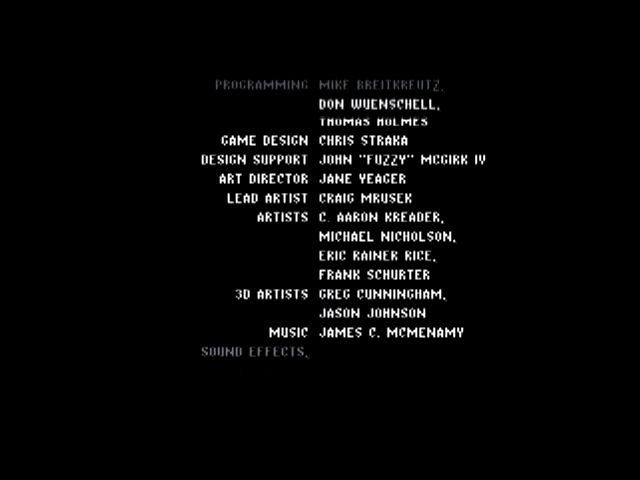 PROGRAMMING MIKE BREITKREUTZ,
DON WUENSCHELL,
THOMAS HOLMES
GAME DESIGN CHRIS STRAKA
DESIGN SUPPORT JOHN "FUZZY" MCGIRK IV
ART DIRECTOR JANE YEAGER
LEAD ARTIST CRAIG MRUSEK
ARTISTS C. AARON KREADER,
MICHAEL NICHOLSON,
ERIC RAINER RICE,
FRANK SCHURTER
3D ARTISTS GREG CUNNINGHAM,
JASON JOHNSON
MUSIC JAMES C. MCMENAMY
SOUND EFFECTS,